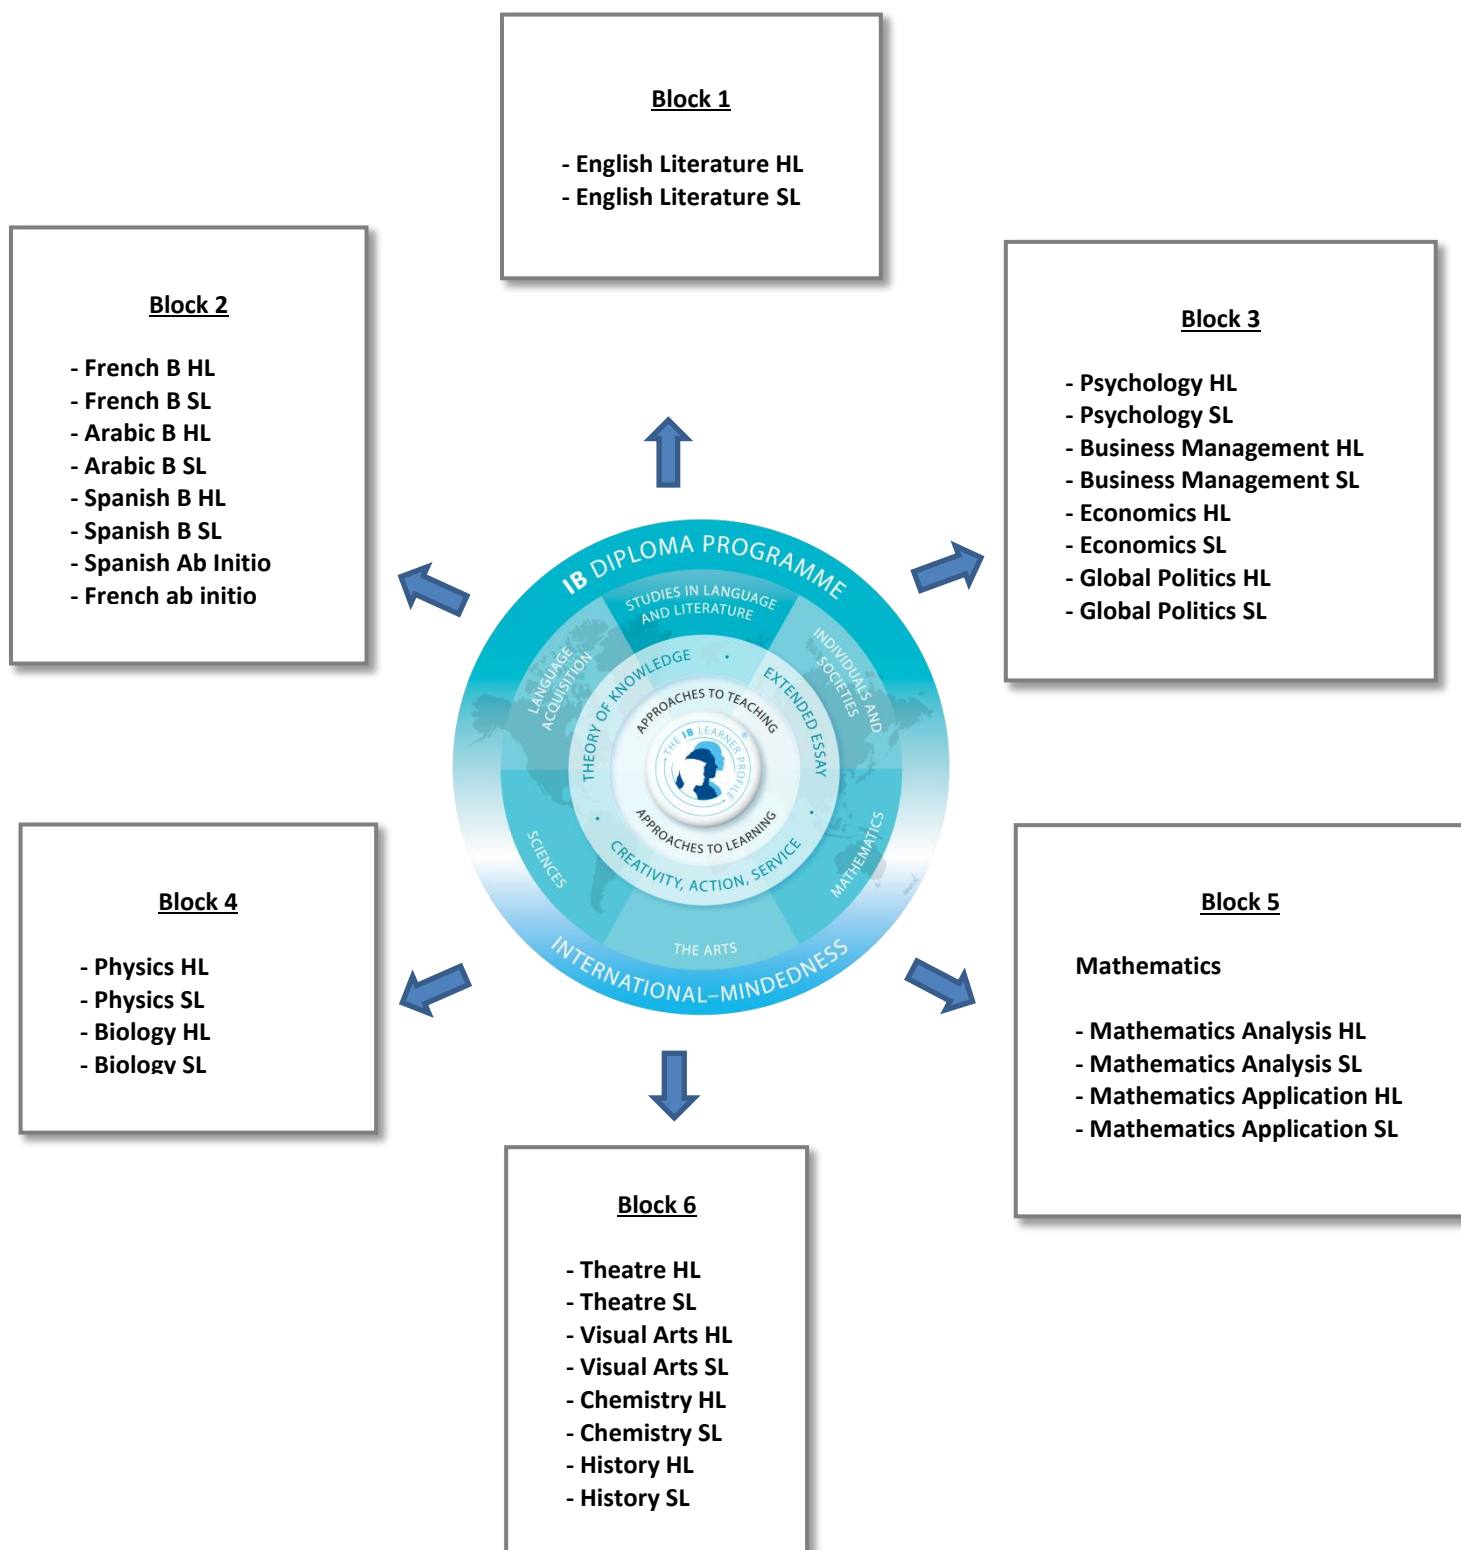 Block 1
- English Literature HL
- English Literature SL
Block 2
- French B HL
- French B SL
- Arabic B HL
- Arabic B SL
- Spanish B HL
- Spanish B SL
- Spanish Ab Initio
- French ab initio
Block 3
- Psychology HL
- Psychology SL
- Business Management HL
- Business Management SL
- Economics HL
- Economics SL
- Global Politics HL
- Global Politics SL
IB DIPLOMA PROGRAMME
STUDIES IN LANGUAGE
AND LITERATURE
LANGUAGE
ACQUISITION
INDIVIDUALS AND
SOCIETIES
THEORY OF KNOWLEDGE
EXTENDED ESSAY
APPROACHES TO TEACHING
THE IB LEARNER PROFILE
®
APPROACHES TO LEARNING
CREATIVITY, ACTION, SERVICE
SCIENCES
MATHEMATICS
THE ARTS
INTERNATIONAL–MINDEDNESS
Block 4
- Physics HL
- Physics SL
- Biology HL
- Biology SL
Block 5
Mathematics
- Mathematics Analysis HL
- Mathematics Analysis SL
- Mathematics Application HL
- Mathematics Application SL
Block 6
- Theatre HL
- Theatre SL
- Visual Arts HL
- Visual Arts SL
- Chemistry HL
- Chemistry SL
- History HL
- History SL